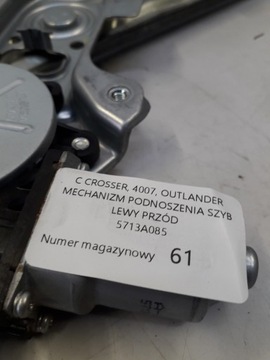 C CROSSER, 4007, OUTLANDER
MECHANIZM PODNOSZENIA SZYB
LEWY PRZÓD
5713A085
Numer magazynowy 61